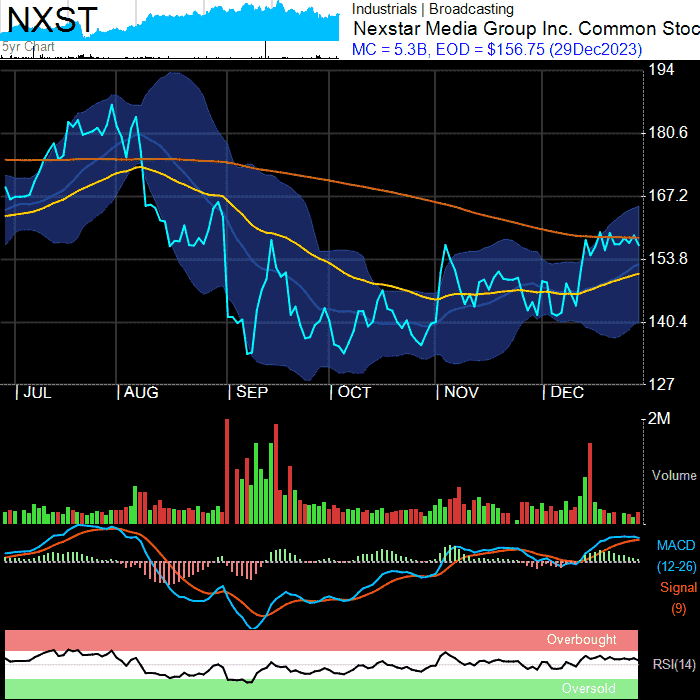 NXST
5yr Chart
Industrials | Broadcasting
Nexstar Media Group Inc. Common Stoc
MC = 5.3B, EOD = $156.75 (29Dec2023)
194
180.6
167.2
153.8
140.4
127
JUL AUG SEP OCT NOV DEC
2M
Volume
MACD
(12-26)
Signal
(9)
Overbought
RSI(14)
Oversold